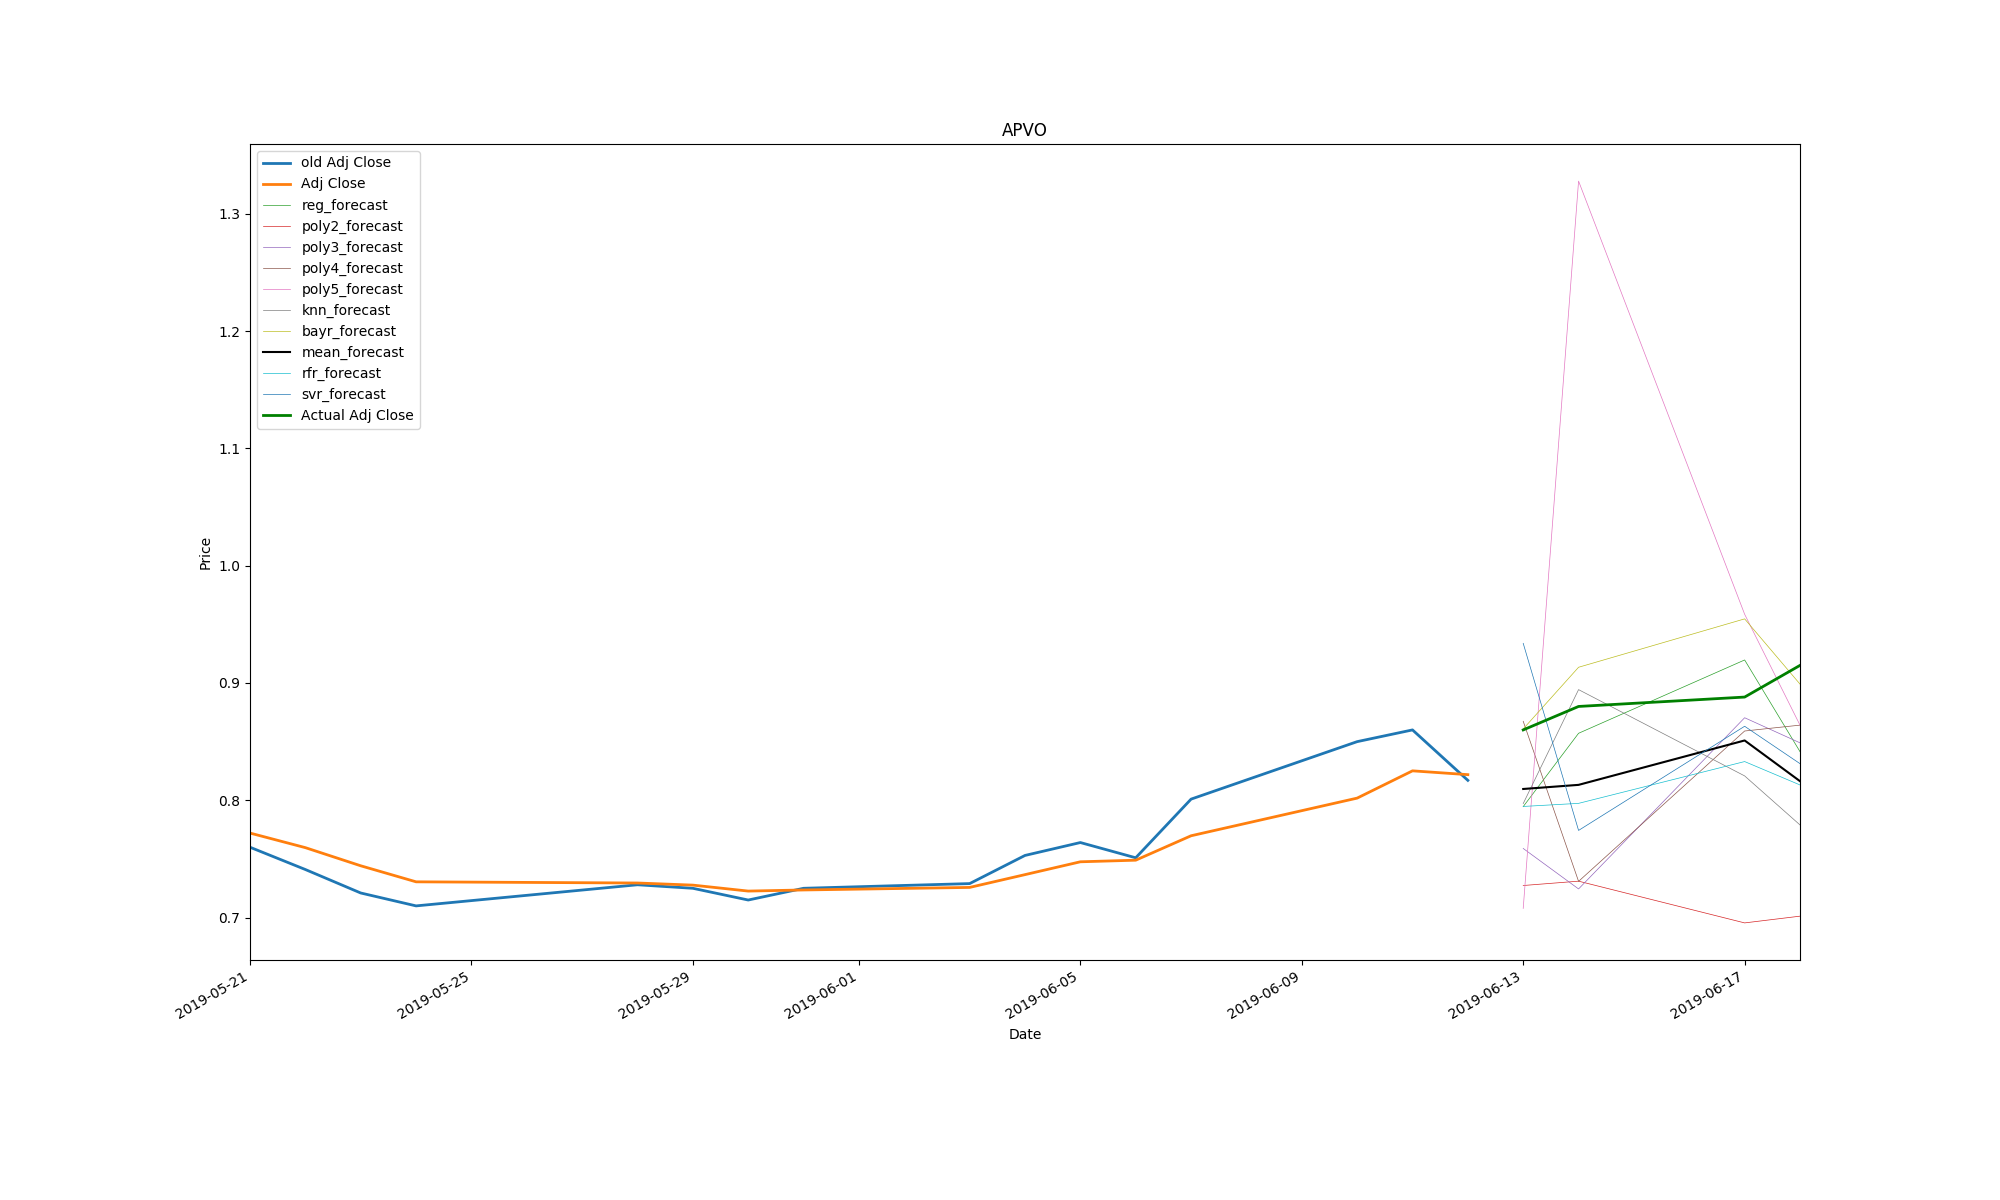 APVO
old Adj Close
Adj Close
reg_forecast
poly2_forecast
poly3_forecast
poly4_forecast
poly5_forecast
knn_forecast
bayr_forecast
mean_forecast
rfr_forecast
svr_forecast
Actual Adj Close
1.3
1.2
1.1
1.0
0.9
0.8
0.7
Price
2019-05-21
2019-05-25
2019-05-29
2019-06-01
2019-06-05
2019-06-09
2019-06-13
2019-06-17
Date